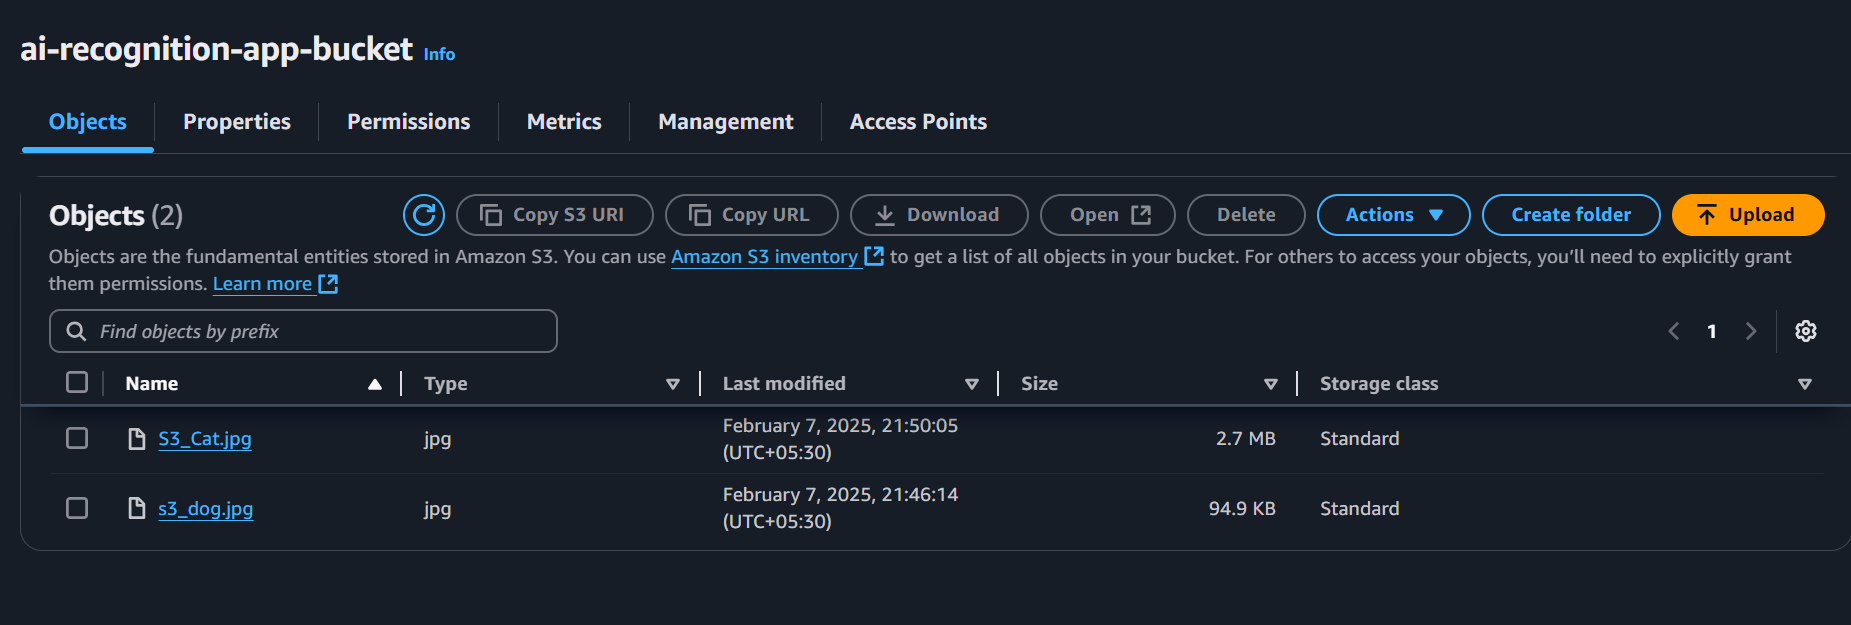 ai-recognition-app-bucket Info
Objects Properties Permissions Metrics Management Access Points
Objects (2) Copy S3 URI Copy URL Download Open Delete Actions Create folder Upload
Objects are the fundamental entities stored in Amazon S3. You can use Amazon S3 inventory to get a list of all objects in your bucket. For others to access your objects, you’ll need to explicitly grant
them permissions. Learn more
Find objects by prefix 1
Name Type Last modified Size Storage class
S3_Cat.jpg jpg February 7, 2025, 21:50:05 (UTC+05:30) 2.7 MB Standard
s3_dog.jpg jpg February 7, 2025, 21:46:14 (UTC+05:30) 94.9 KB Standard